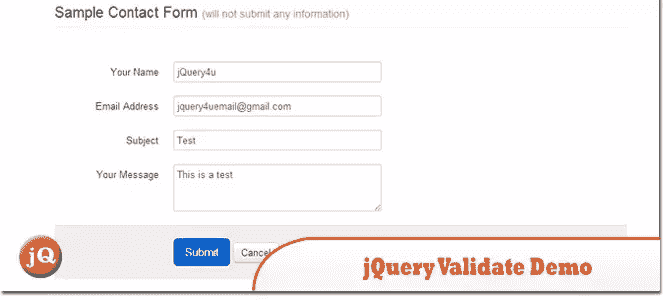 Sample Contact Form (will not submit any information)
Your Name jQuery4u
Email Address jquery4uemail@gmail.com
Subject Test
Your Message This is a test
Submit Cancel
jQ
jQuery Validate Demo